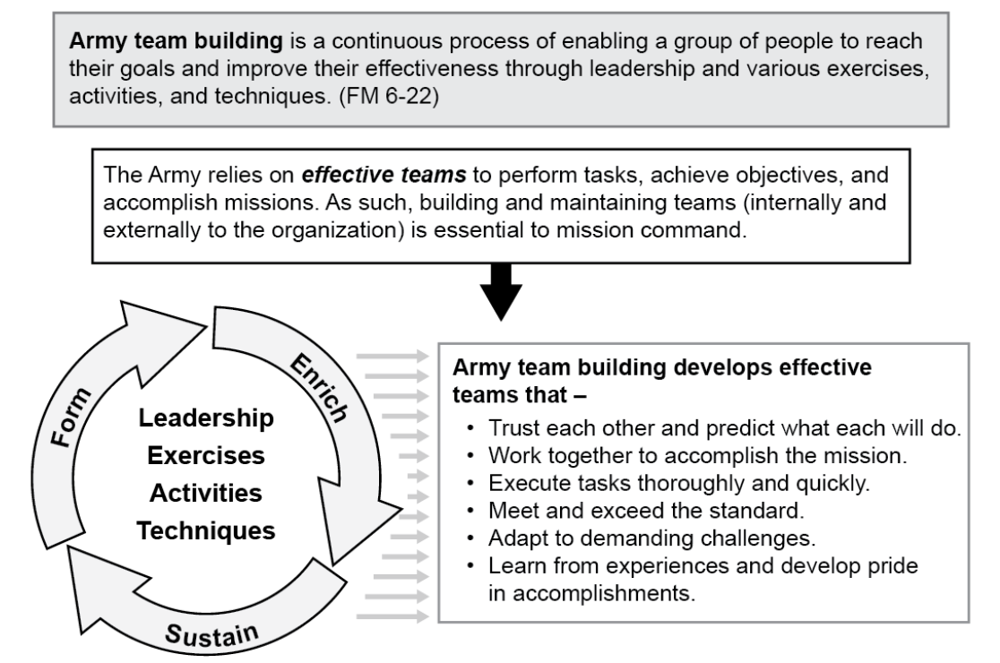 Army team building is a continuous process of enabling a group of people to reach
their goals and improve their effectiveness through leadership and various exercises,
activities, and techniques. (FM 6-22)
The Army relies on effective teams to perform tasks, achieve objectives, and
accomplish missions. As such, building and maintaining teams (internally and
externally to the organization) is essential to mission command.
Form
Enrich
Sustain
Leadership
Exercises
Activities
Techniques
Army team building develops effective
teams that –
• Trust each other and predict what each will do.
• Work together to accomplish the mission.
• Execute tasks thoroughly and quickly.
• Meet and exceed the standard.
• Adapt to demanding challenges.
• Learn from experiences and develop pride
in accomplishments.